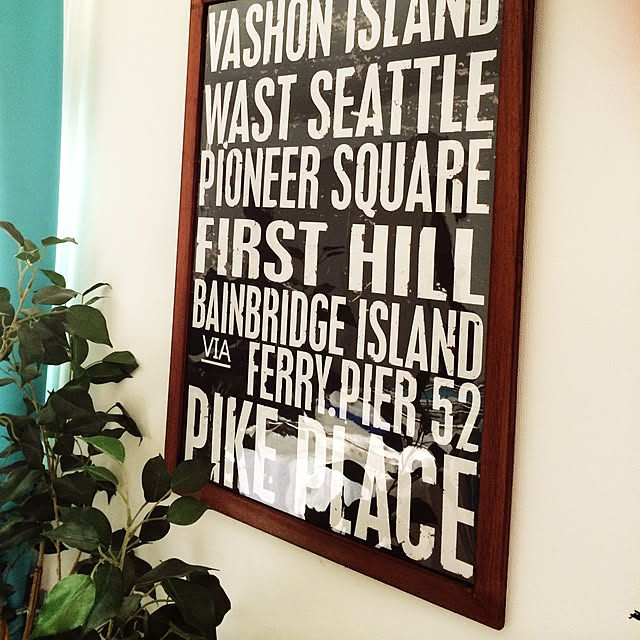 VASHON ISLAND
WAST SEATTLE
PIONEER SQUARE
FIRST HILL
BAINBRIDGE ISLAND
VIA FERRY.PIER 52
PIKE PLACE